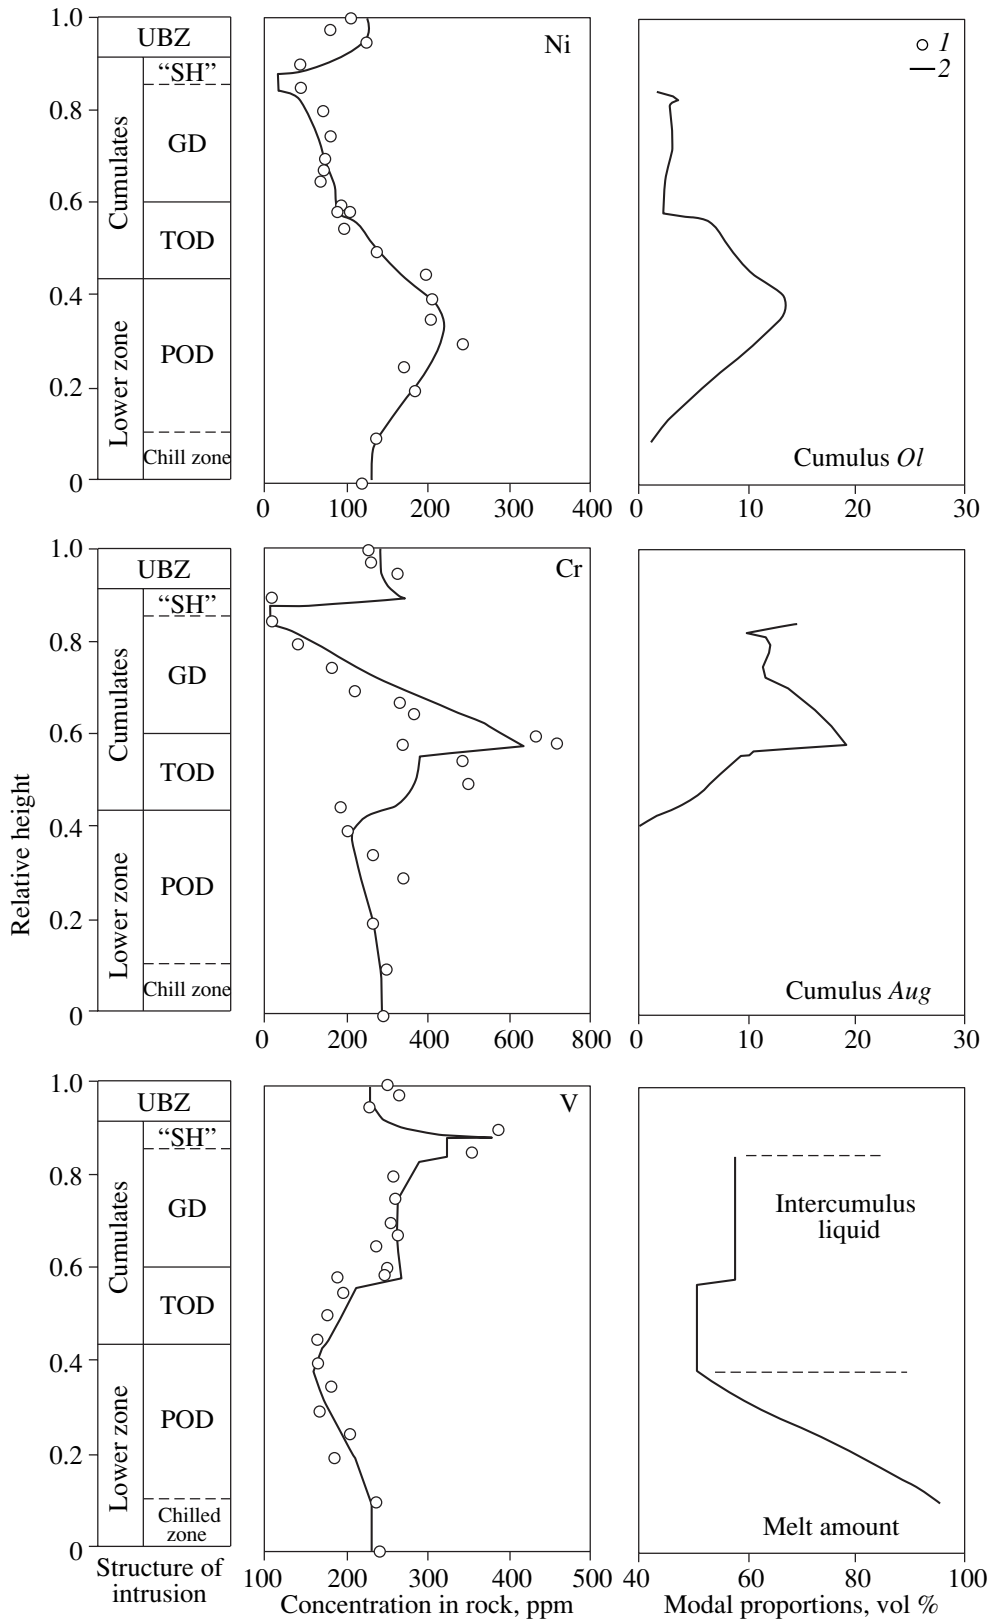 1.0
UBZ
“SH”
0.8
GD
Cumulates
0.6
TOD
0.4
POD
Lower zone
0.2
Chill zone
0
Ni
0 100 200 300 400
1
2
Cumulus Ol
0 10 20 30
1.0
UBZ
“SH”
0.8
GD
Cumulates
0.6
TOD
0.4
POD
Lower zone
0.2
Chill zone
0
Relative height
Cr
0 200 400 600 800
Cumulus Aug
0 10 20 30
1.0
UBZ
“SH”
0.8
GD
Cumulates
0.6
TOD
0.4
POD
Lower zone
0.2
Chilled
zone
0
Structure of
intrusion
V
100 200 300 400 500
Concentration in rock, ppm
Intercumulus
liquid
Melt amount
40 60 80 100
Modal proportions, vol %